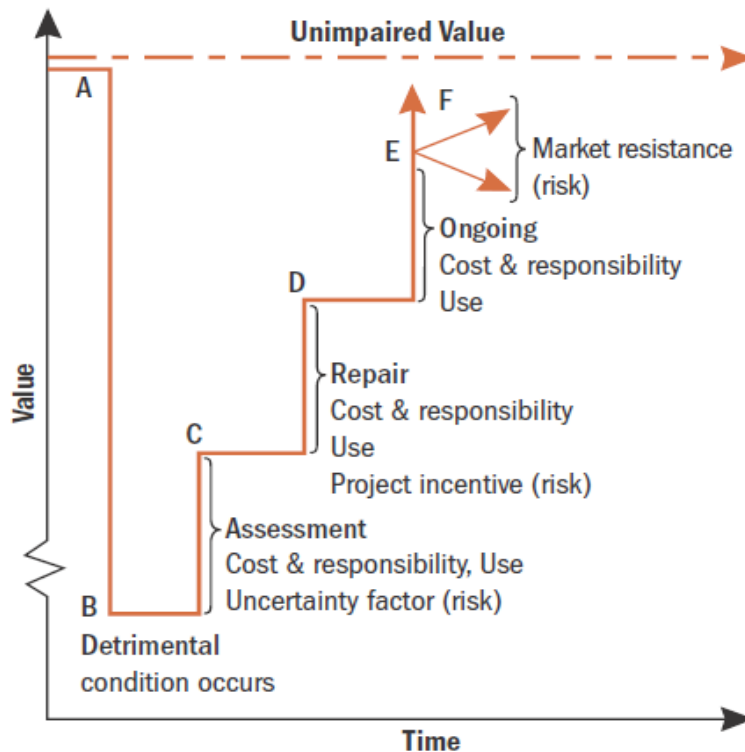 Unimpaired Value
A
F
E
Market resistance
(risk)
Ongoing
Cost & responsibility
Use
D
Repair
Cost & responsibility
Use
Project incentive (risk)
C
Assessment
Cost & responsibility, Use
Uncertainty factor (risk)
B
Detrimental
condition occurs
Value
Time